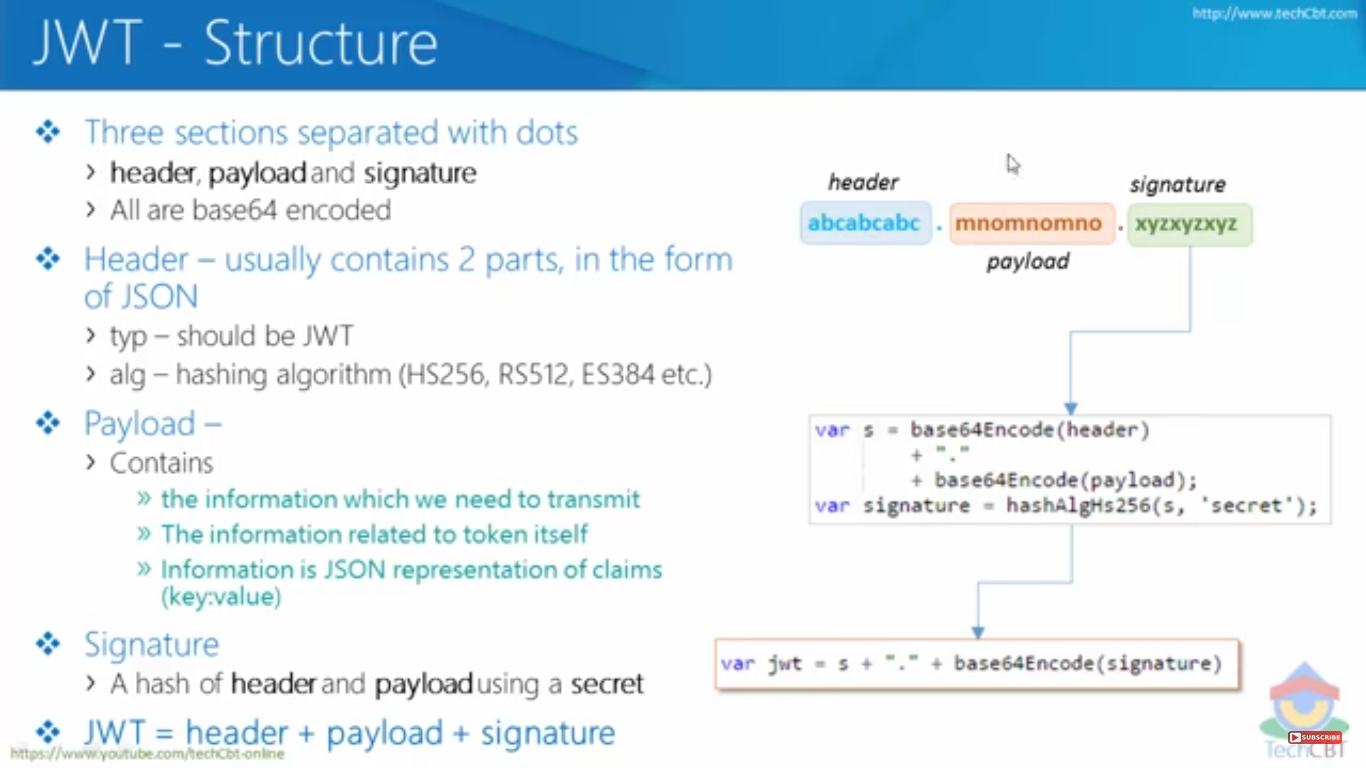 http://www.techCbt.com
JWT - Structure
Three sections separated with dots
header, payload and signature
All are base64 encoded
Header – usually contains 2 parts, in the form
of JSON
typ – should be JWT
alg – hashing algorithm (HS256, RS512, ES384 etc.)
Payload –
Contains
the information which we need to transmit
The information related to token itself
Information is JSON representation of claims
(key:value)
Signature
A hash of header and payload using a secret
JWT = header + payload + signature
https://www.youtube.com/techCbt-online
header
signature
abcabcabc . mnomnomno . xyzxyzxyz
payload
var s = base64Encode(header)
+ "."
+ base64Encode(payload);
var signature = hashAlgHs256(s, 'secret');
var jwt = s + "." + base64Encode(signature)
SUBSCRIBE
TechCBT